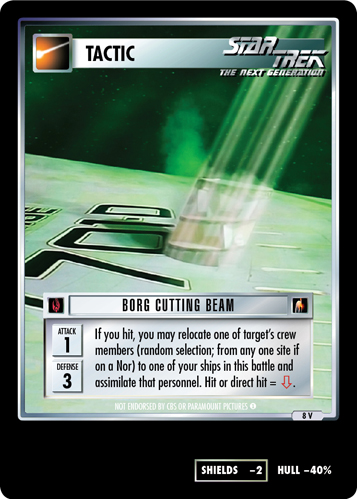 TACTIC
STAR TREK
THE NEXT GENERATION
BORG CUTTING BEAM
ATTACK
1
DEFENSE
3
If you hit, you may relocate one of target's crew
members (random selection; from any one site if
on a Nor) to one of your ships in this battle and
assimilate that personnel. Hit or direct hit = ⇩.
NOT ENDORSED BY CBS OR PARAMOUNT PICTURES
8 V
SHIELDS –2 HULL –40%